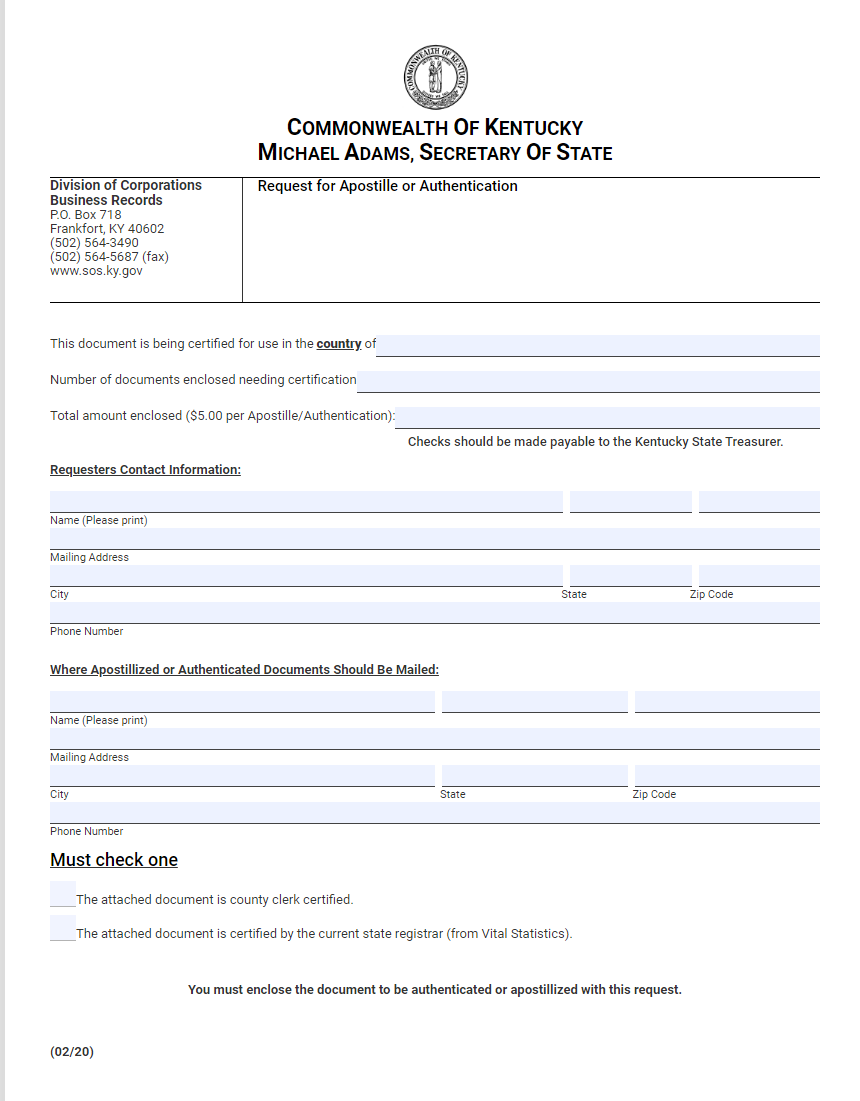 COMMONWEALTH OF KENTUCKY
COMMONWEALTH OF KENTUCKY
MICHAEL ADAMS, SECRETARY OF STATE
Division of Corporations
Business Records
P.O. Box 718
Frankfort, KY 40602
(502) 564-3490
(502) 564-5687 (fax)
www.sos.ky.gov
Request for Apostille or Authentication
This document is being certified for use in the country of
Number of documents enclosed needing certification
Total amount enclosed ($5.00 per Apostille/Authentication):
Checks should be made payable to the Kentucky State Treasurer.
Requesters Contact Information:
Name (Please print)
Mailing Address
City State Zip Code
Phone Number
Where Apostillized or Authenticated Documents Should Be Mailed:
Name (Please print)
Mailing Address
City State Zip Code
Phone Number
Must check one
The attached document is county clerk certified.
The attached document is certified by the current state registrar (from Vital Statistics).
You must enclose the document to be authenticated or apostillized with this request.
(02/20)